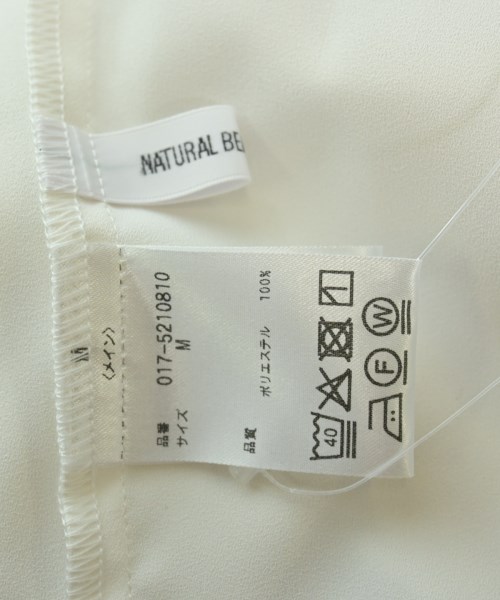 NATURAL BE
〈メイン〉
品番 017-5210810
サイズ M
品質
ポリエステル 100%
40
F
W